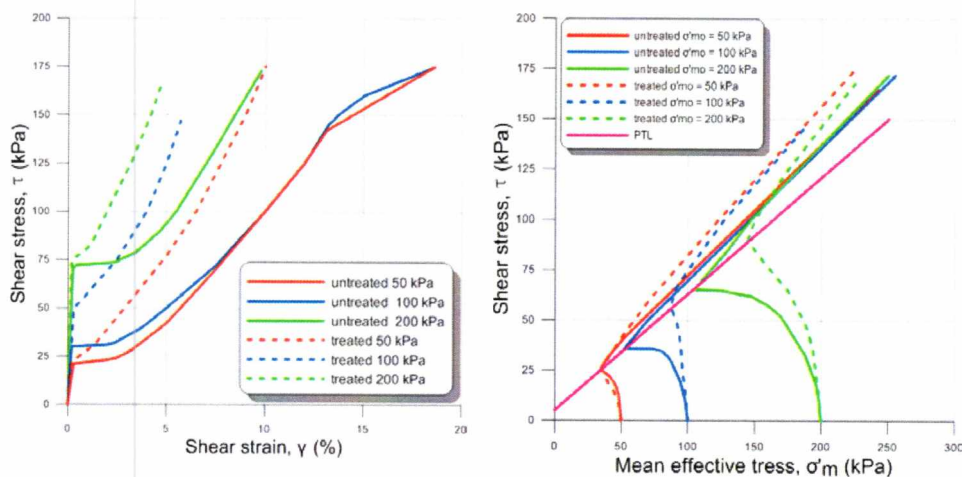 200
175
150
125
100
75
50
25
0
Shear stress, τ (kPa)
0
5
10
15
20
Shear strain, γ (%)
untreated 50 kPa
untreated 100 kPa
untreated 200 kPa
treated 50 kPa
treated 100 kPa
treated 200 kPa
200
175
150
125
100
75
50
25
0
Shear stress, τ (kPa)
0
50
100
150
200
250
300
Mean effective tress, σ'm (kPa)
untreated σ'mo = 50 kPa
untreated σ'mo = 100 kPa
untreated σ'mo = 200 kPa
treated σ'mo = 50 kPa
treated σ'mo = 100 kPa
treated σ'mo = 200 kPa
PTL